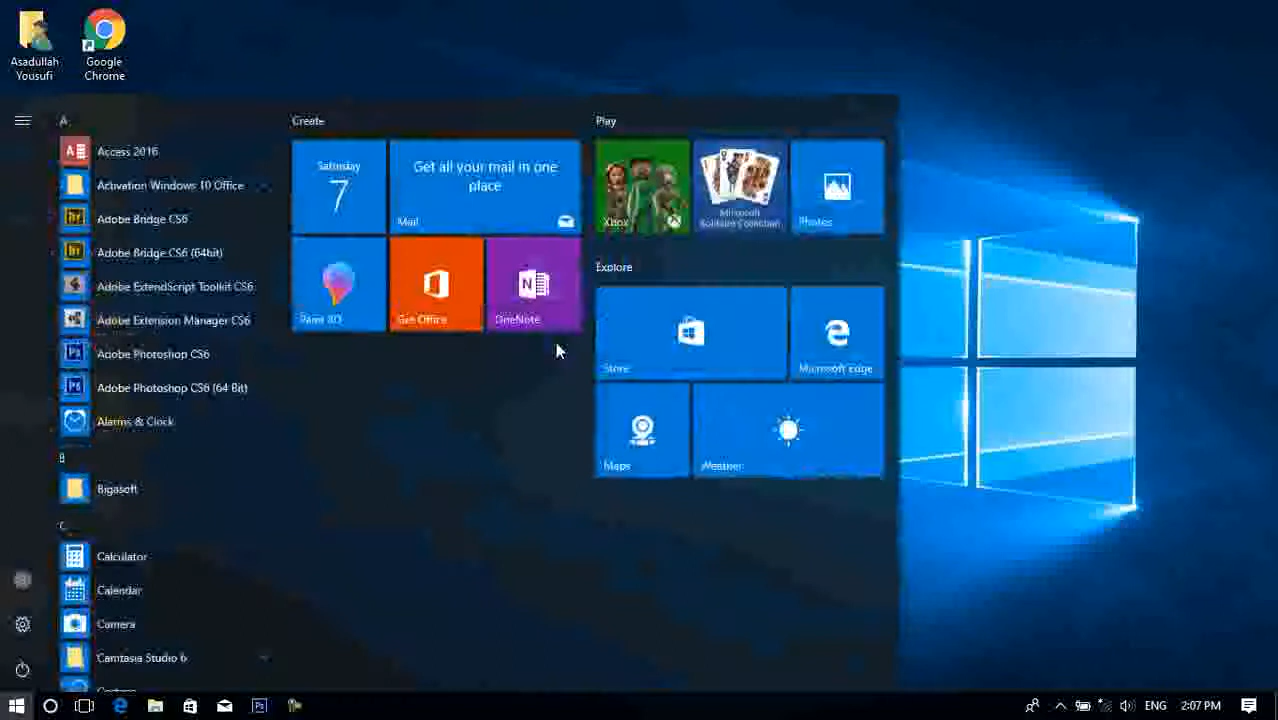 Asadullah
Yousufi
Google
Chrome
A
Access 2016
Activation Windows 10 Office
Adobe Bridge CS6
Adobe Bridge CS6 (64bit)
Adobe ExtendScript Toolkit CS6
Adobe Extension Manager CS6
Adobe Photoshop CS6
Adobe Photoshop CS6 (64 Bit)
Alarms & Clock
B
Bigasoft
C
Calculator
Calendar
Camera
Camtasia Studio 6
Create
Saturday
7
Get all your mail in one
place
Mail
Paint 3D
Get Office
OneNote
Play
Xbox
Microsoft
Solitaire Collection
Photos
Explore
Store
Microsoft Edge
Maps
Weather
ENG
2:07 PM